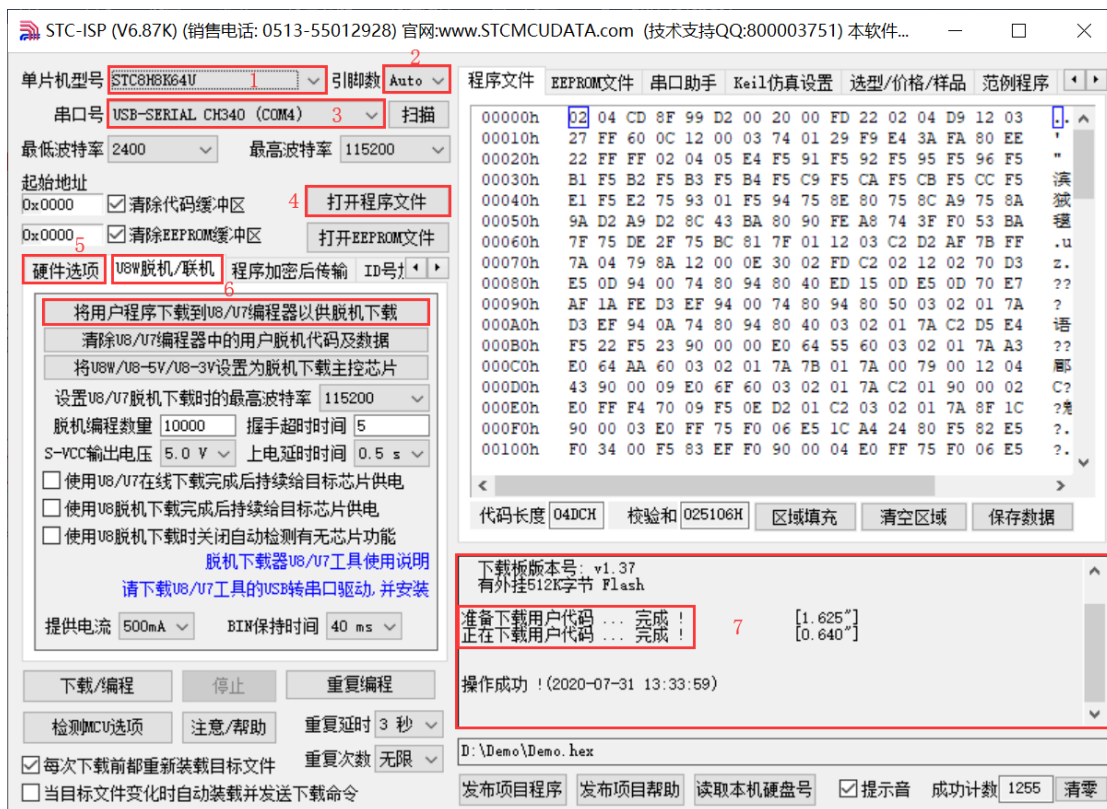 STC-ISP (V6.87K) (销售电话: 0513-55012928) 官网:www.STCMCUDATA.com  (技术支持QQ:800003751) 本软件...
单片机型号 STC8H8K64U 1 引脚数 Auto 2
串口号 USB-SERIAL CH340 (COM4) 3 扫描
最低波特率 2400 最高波特率 115200
起始地址
0x0000 清除代码缓冲区 4 打开程序文件
0x0000 清除EEPROM缓冲区 打开EEPROM文件
5
硬件选项 U8W脱机/联机 程序加密后传输 ID号
6
将用户程序下载到U8/U7编程器以供脱机下载
清除U8/U7编程器中的用户脱机代码及数据
将U8W/U8-5V/U8-3V设置为脱机下载主控芯片
设置U8/U7脱机下载时的最高波特率 115200
脱机编程数量 10000 握手超时时间 5
S-VCC输出电压 5.0 V 上电延时时间 0.5 s
使用U8/U7在线下载完成后持续给目标芯片供电
使用U8脱机下载完成后持续给目标芯片供电
使用U8脱机下载时关闭自动检测有无芯片功能
脱机下载器U8/U7工具使用说明
请下载U8/U7工具的USB转串口驱动,并安装
提供电流 500mA BIN保持时间 40 ms
下载/编程 停止 重复编程
检测MCU选项 注意/帮助 重复延时 3 秒
每次下载前都重新装载目标文件 重复次数 无限
当目标文件变化时自动装载并发送下载命令
程序文件 EEPROM文件 串口助手 Keil仿真设置 选型/价格/样品 范例程序
00000h 02 04 CD 8F 99 D2 00 20 00 FD 22 02 04 D9 12 03 ..
00010h 27 FF 60 0C 12 00 03 74 01 29 F9 E4 3A FA 80 EE '
00020h 22 FF FF 02 04 05 E4 F5 91 F5 92 F5 95 F5 96 F5 "
00030h B1 F5 B2 F5 B3 F5 B4 F5 C9 F5 CA F5 CB F5 CC F5 滨
00040h E1 F5 E2 75 93 01 F5 94 75 8E 80 75 8C A9 75 8A
00050h 9A D2 A9 D2 8C 43 BA 80 90 FE A8 74 3F F0 53 BA
00060h 7F 75 DE 2F 75 BC 81 7F 01 12 03 C2 D2 AF 7B FF .u
00070h 7A 04 79 8A 12 00 0E 30 02 FD C2 02 12 02 70 D3 z.
00080h E5 0D 94 00 74 80 94 80 40 ED 15 0D E5 0D 70 E7 ??
00090h AF 1A FE D3 EF 94 00 74 80 94 80 50 03 02 01 7A ?
000A0h D3 EF 94 0A 74 80 94 80 40 03 02 01 7A C2 D5 E4 语
000B0h F5 22 F5 23 90 00 00 E0 64 55 60 03 02 01 7A A3 ??
000C0h E0 64 AA 60 03 02 01 7A 7B 01 7A 00 79 00 12 04 郿
000D0h 43 90 00 09 E0 6F 60 03 02 01 7A C2 01 90 00 02 C?
000E0h E0 FF F4 70 09 F5 0E D2 01 C2 03 02 01 7A 8F 1C
000F0h 90 00 03 E0 FF 75 F0 06 E5 1C A4 24 80 F5 82 E5 ?.
00100h F0 34 00 F5 83 EF F0 90 00 04 E0 FF 75 F0 06 E5 ?.
代码长度 04DCH 校验和 025106H 区域填充 清空区域 保存数据
下载板版本号: v1.37
有外挂512K字节 Flash
准备下载用户代码 ... 完成 ! [1.625"]
正在下载用户代码 ... 完成 ! [0.640"]
7
操作成功 !(2020-07-31 13:33:59)
D:\Demo\Demo.hex
发布项目程序 发布项目帮助 读取本机硬盘号 提示音 成功计数 1255 清零